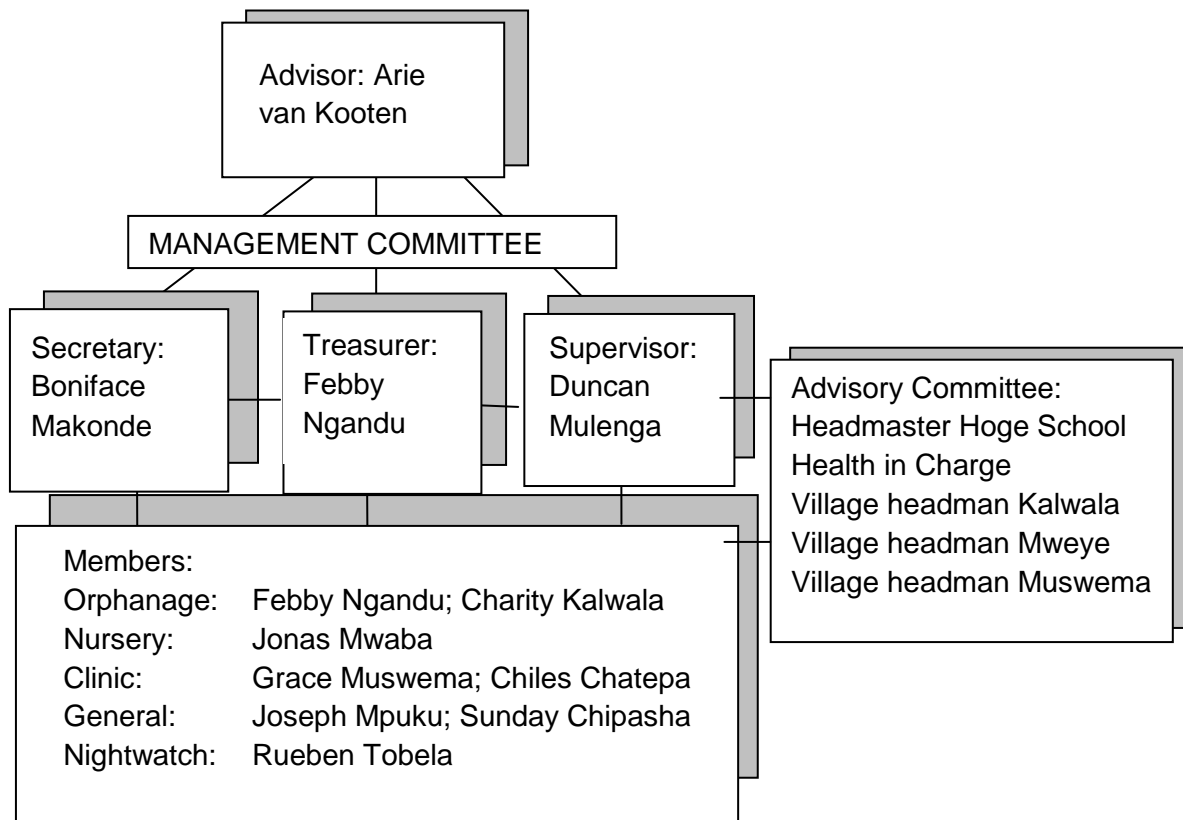 Advisor: Arie
van Kooten
MANAGEMENT COMMITTEE
Secretary:
Boniface
Makonde
Treasurer:
Febby
Ngandu
Supervisor:
Duncan
Mulenga
Advisory Committee:
Headmaster Hoge School
Health in Charge
Village headman Kalwala
Village headman Mweye
Village headman Muswema
Members:
Orphanage: Febby Ngandu; Charity Kalwala
Nursery: Jonas Mwaba
Clinic: Grace Muswema; Chiles Chatepa
General: Joseph Mpuku; Sunday Chipasha
Nightwatch: Rueben Tobela